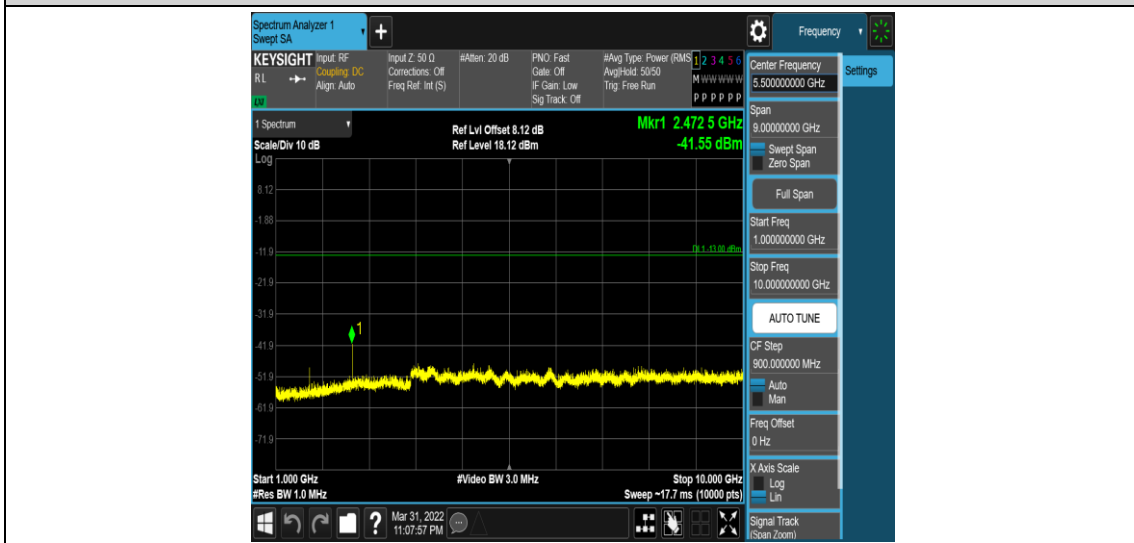 Spectrum Analyzer 1
Swept SA
+
Frequency
KEYSIGHT
RL
LXI
Input: RF
Coupling: DC
Align: Auto
Input Z: 50 Ω
Corrections: Off
Freq Ref: Int (S)
#Atten: 20 dB
PNO: Fast
Gate: Off
IF Gain: Low
Sig Track: Off
#Avg Type: Power (RMS
Avg|Hold: 50/50
Trig: Free Run
1 2 3 4 5 6
M W W W W W
P P P P P P
Center Frequency
5.500000000 GHz
Settings
Span
9.00000000 GHz
Swept Span
Zero Span
Full Span
Start Freq
1.000000000 GHz
Stop Freq
10.000000000 GHz
AUTO TUNE
CF Step
900.000000 MHz
Auto
Man
Freq Offset
0 Hz
X Axis Scale
Log
Lin
Signal Track
(Span Zoom)
1 Spectrum
Scale/Div 10 dB
Log
Ref Lvl Offset 8.12 dB
Ref Level 18.12 dBm
Mkr1 2.472 5 GHz
-41.55 dBm
8.12
-1.88
-11.9
DL1 -13.00 dBm
-21.9
-31.9
1
-41.9
-51.9
-61.9
-71.9
Start 1.000 GHz
#Res BW 1.0 MHz
#Video BW 3.0 MHz
Stop 10.000 GHz
Sweep ~17.7 ms (10000 pts)
?
Mar 31, 2022
11:07:57 PM